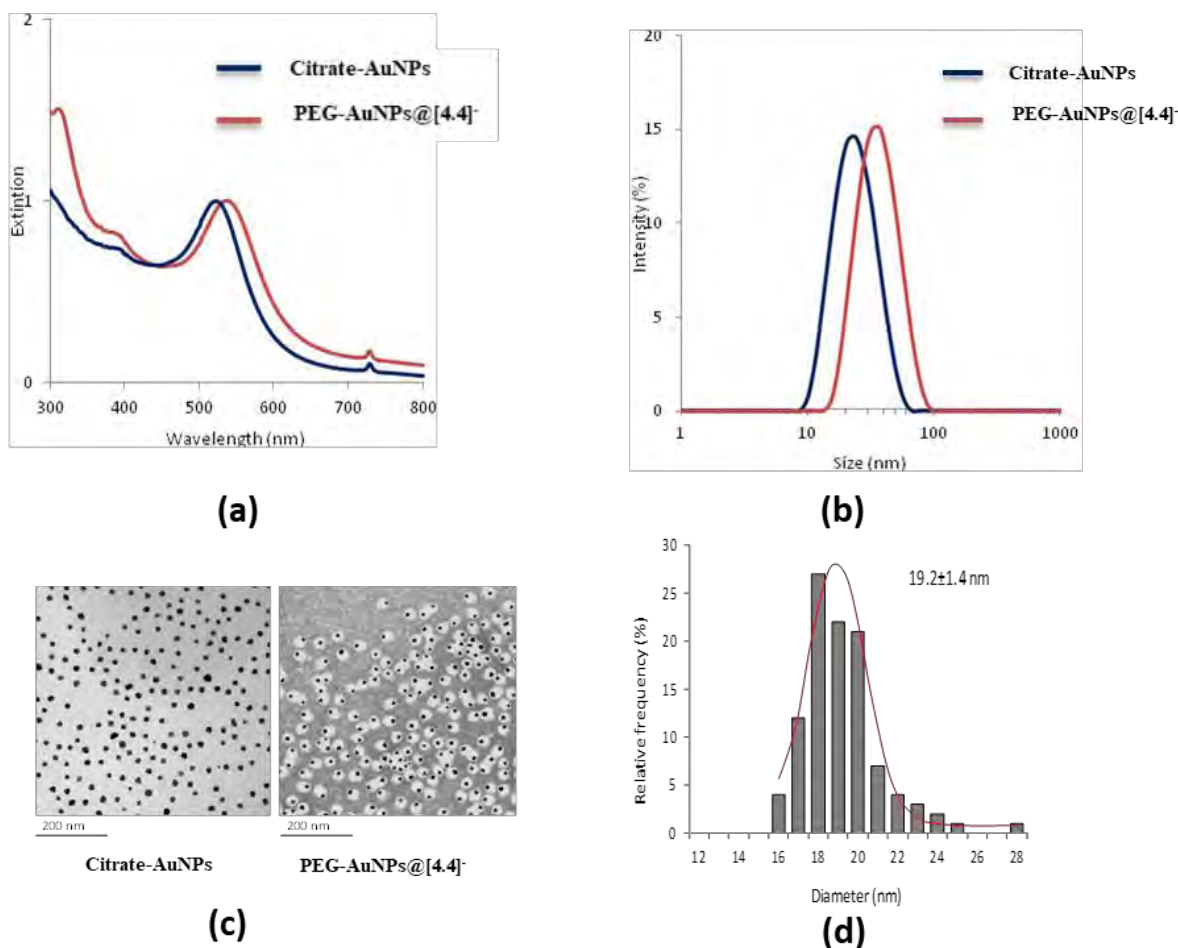 2
Citrate-AuNPs
PEG-AuNPs@[4.4]-
Extintion
1
0
300 400 500 600 700 800
Wavelength (nm)
(a)
20
Citrate-AuNPs
PEG-AuNPs@[4.4]-
15
Intensity (%)
10
5
0
1 10 100 1000
Size (nm)
(b)
200 nm 200 nm
Citrate-AuNPs PEG-AuNPs@[4.4]-
(c)
30
19.2±1.4 nm
25
20
Relative frequency (%)
15
10
5
0
12 14 16 18 20 22 24 26 28
Diameter (nm)
(d)